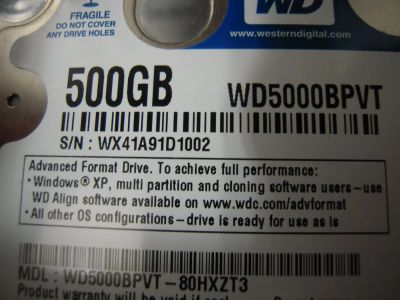 FRAGILE
DO NOT COVER
ANY DRIVE HOLES
WD
www.westerndigital.com
500GB
WD5000BPVT
S/N : WX41A91D1002
Advanced Format Drive. To achieve full performance:
• Windows® XP, multi partition and cloning software users – use
WD Align software available on www.wdc.com/advformat
• All other OS configurations – drive is ready for use as is
MDL : WD5000BPVT-80HXZT3
Product warranty will be void if